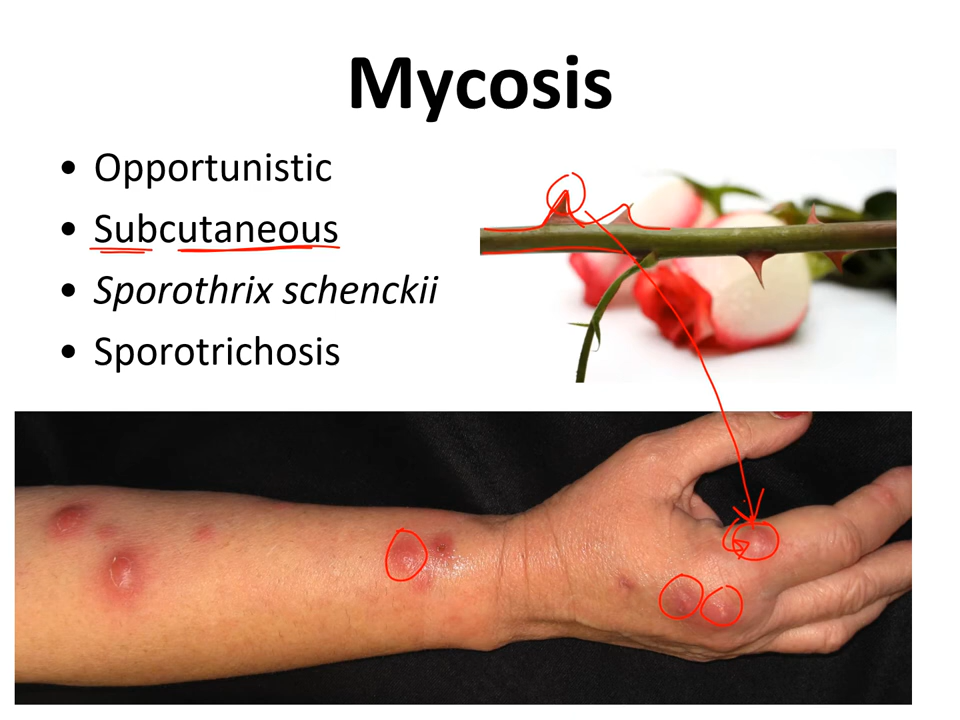 Mycosis
• Opportunistic
• Subcutaneous
• Sporothrix schenckii
• Sporotrichosis